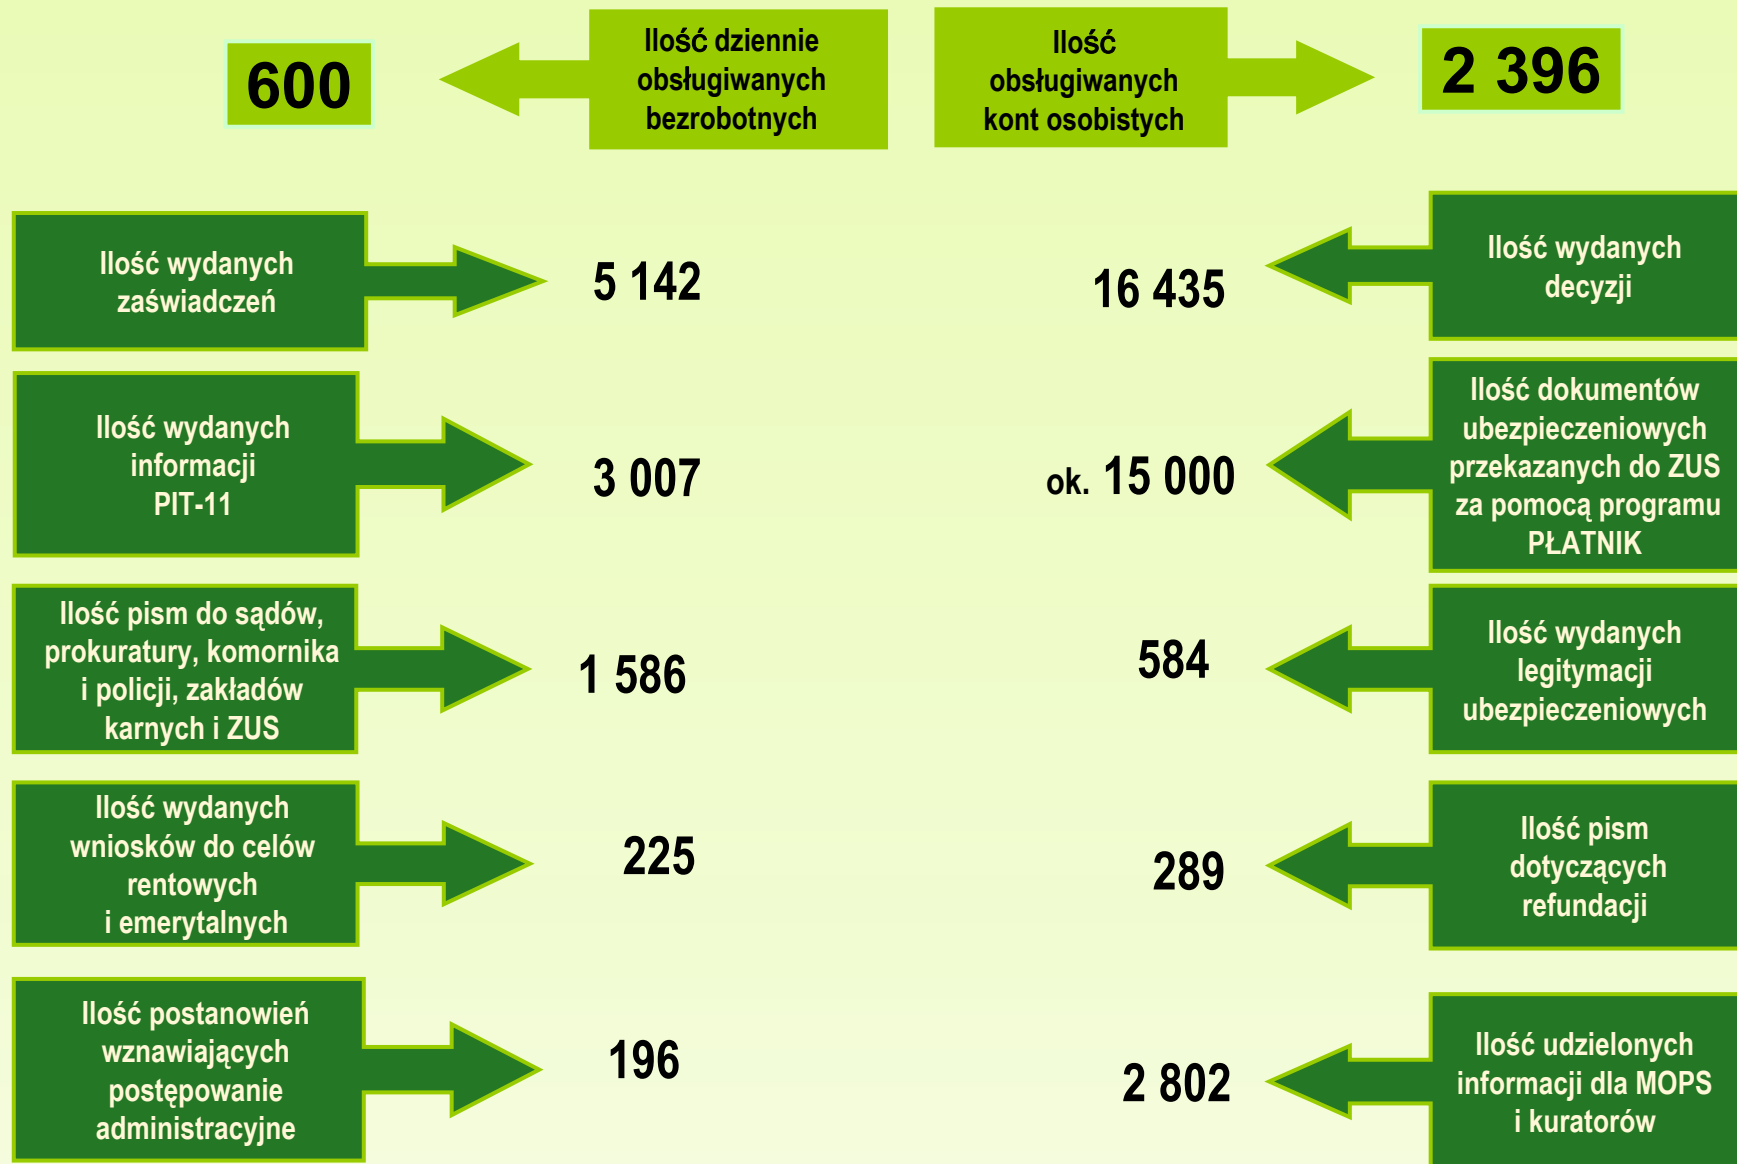 600
Ilość dziennie
obsługiwanych
bezrobotnych
Ilość
obsługiwanych
kont osobistych
2 396
Ilość wydanych
zaświadczeń
5 142
16 435
Ilość wydanych
decyzji
Ilość wydanych
informacji
PIT-11
3 007
ok. 15 000
Ilość dokumentów
ubezpieczeniowych
przekazanych do ZUS
za pomocą programu
PŁATNIK
Ilość pism do sądów,
prokuratury, komornika
i policji, zakładów
karnych i ZUS
1 586
584
Ilość wydanych
legitymacji
ubezpieczeniowych
Ilość wydanych
wniosków do celów
rentowych
i emerytalnych
225
289
Ilość pism
dotyczących
refundacji
Ilość postanowień
wznawiających
postępowanie
administracyjne
196
2 802
Ilość udzielonych
informacji dla MOPS
i kuratorów